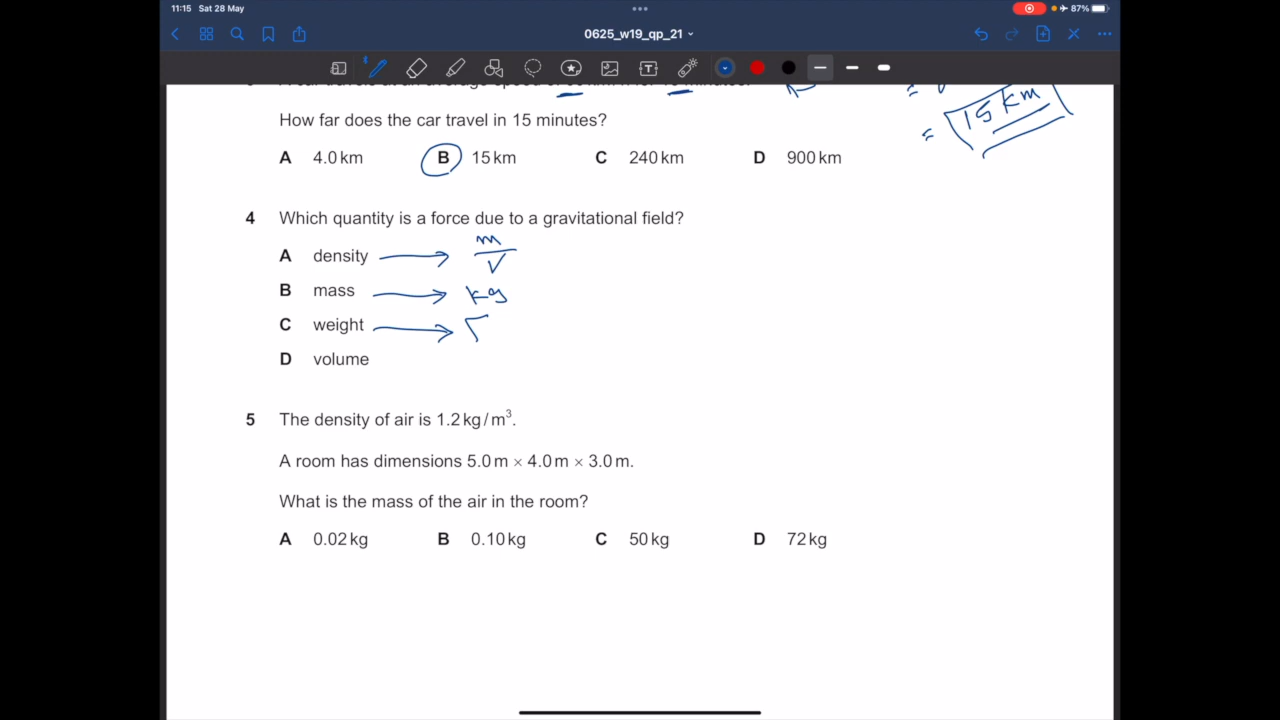 11:15 Sat 28 May
87%
0625_w19_qp_21
= 15 km
How far does the car travel in 15 minutes?
A 4.0 km B 15 km C 240 km D 900 km
4 Which quantity is a force due to a gravitational field?
A density → m/V
B mass → kg
C weight →
D volume
5 The density of air is 1.2 kg / m³.
A room has dimensions 5.0 m × 4.0 m × 3.0 m.
What is the mass of the air in the room?
A 0.02 kg B 0.10 kg C 50 kg D 72 kg